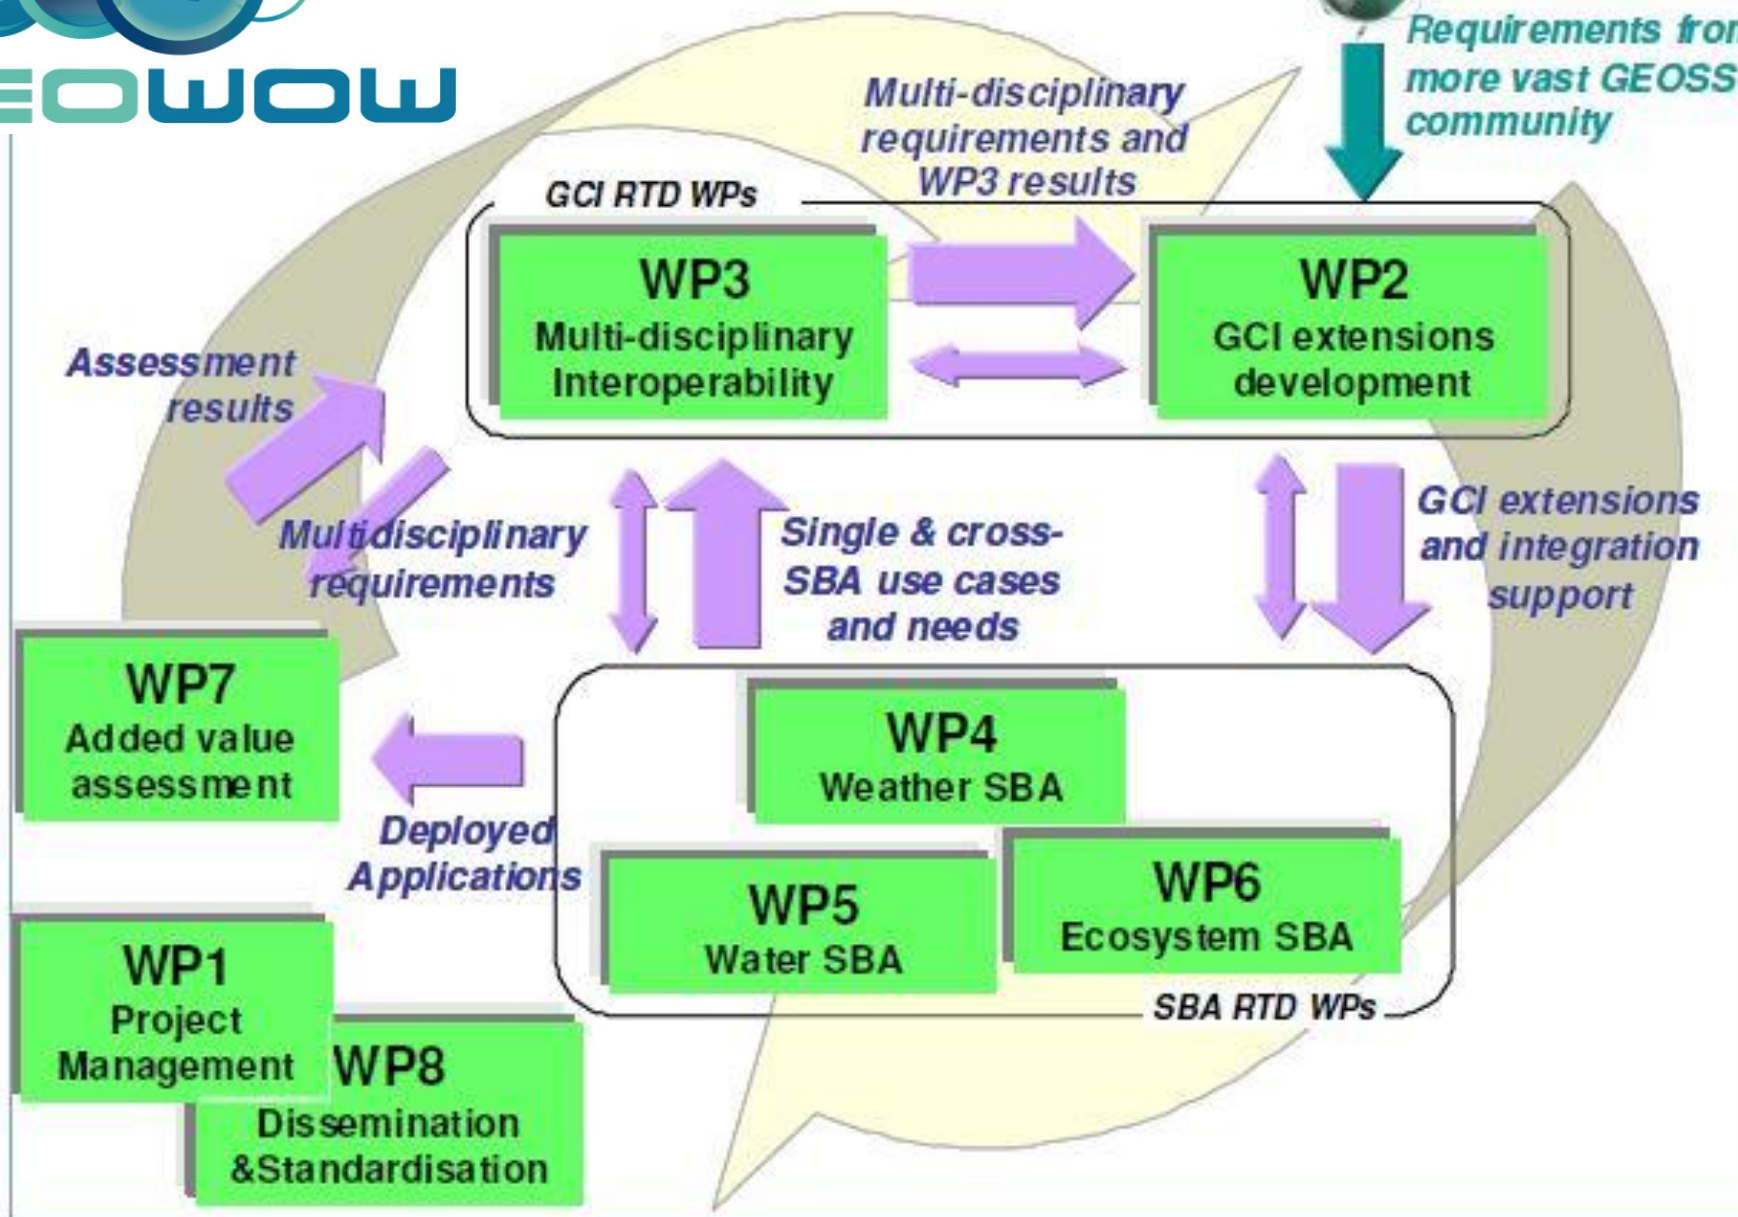 EOWOW
Requirements from
more vast GEOSS
community
Multi-disciplinary
requirements and
WP3 results
GCI RTD WPs
WP3
Multi-disciplinary
Interoperability
WP2
GCI extensions
development
Assessment
results
Multidisciplinary
requirements
Single & cross-
SBA use cases
and needs
GCI extensions
and integration
support
WP7
Added value
assessment
Deployed
Applications
WP4
Weather SBA
WP5
Water SBA
WP6
Ecosystem SBA
SBA RTD WPs
WP1
Project
Management
WP8
Dissemination
&Standardisation